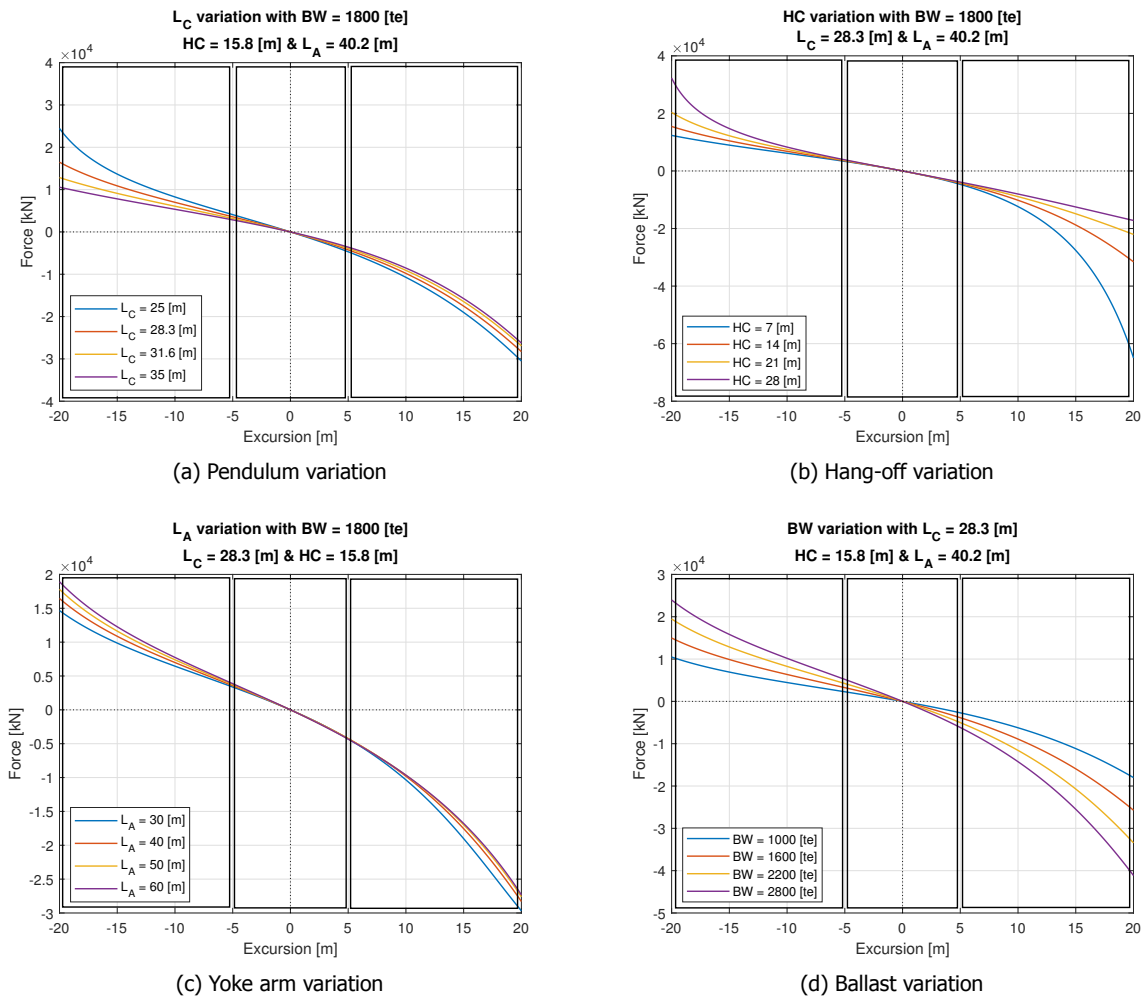 L_C variation with BW = 1800 [te]
HC = 15.8 [m] & L_A = 40.2 [m]
×10^4
4
3
2
1
0
-1
-2
-3
-4
Force [kN]
L_C = 25 [m]
L_C = 28.3 [m]
L_C = 31.6 [m]
L_C = 35 [m]
-20 -15 -10 -5 0 5 10 15 20
Excursion [m]
(a) Pendulum variation
HC variation with BW = 1800 [te]
L_C = 28.3 [m] & L_A = 40.2 [m]
×10^4
4
2
0
-2
-4
-6
-8
Force [kN]
HC = 7 [m]
HC = 14 [m]
HC = 21 [m]
HC = 28 [m]
-20 -15 -10 -5 0 5 10 15 20
Excursion [m]
(b) Hang-off variation
L_A variation with BW = 1800 [te]
L_C = 28.3 [m] & HC = 15.8 [m]
×10^4
2
1.5
1
0.5
0
-0.5
-1
-1.5
-2
-2.5
-3
Force [kN]
L_A = 30 [m]
L_A = 40 [m]
L_A = 50 [m]
L_A = 60 [m]
-20 -15 -10 -5 0 5 10 15 20
Excursion [m]
(c) Yoke arm variation
BW variation with L_C = 28.3 [m]
HC = 15.8 [m] & L_A = 40.2 [m]
×10^4
3
2
1
0
-1
-2
-3
-4
-5
Force [kN]
BW = 1000 [te]
BW = 1600 [te]
BW = 2200 [te]
BW = 2800 [te]
-20 -15 -10 -5 0 5 10 15 20
Excursion [m]
(d) Ballast variation